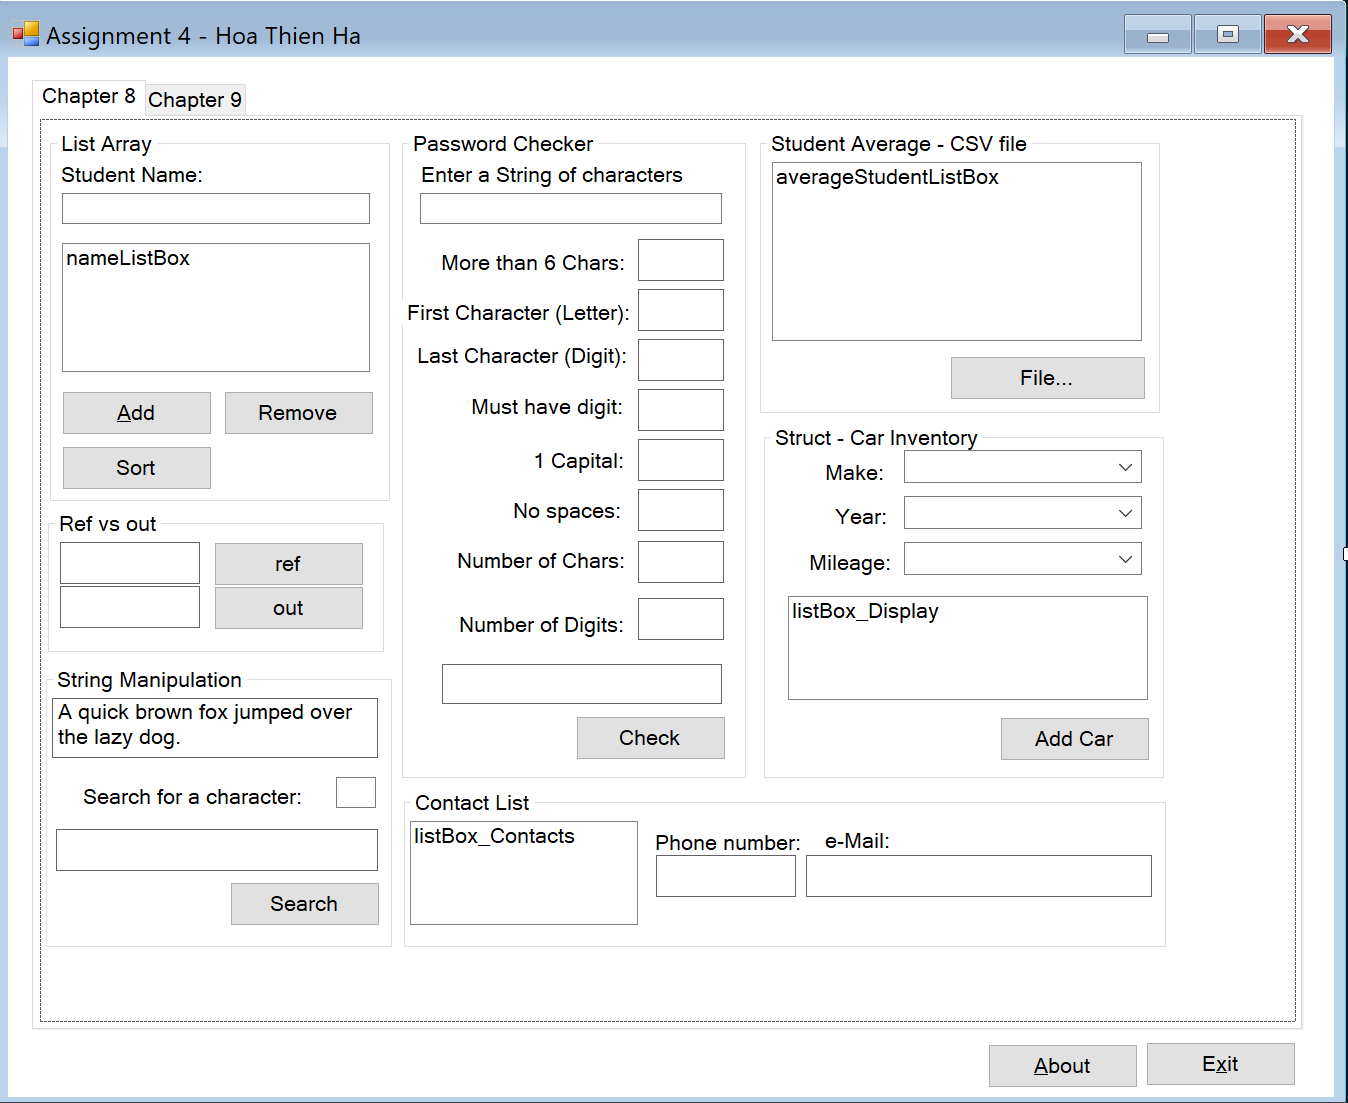 Assignment 4 - Hoa Thien Ha
Chapter 8
Chapter 9
List Array
Student Name:
nameListBox
Add
Remove
Sort
Ref vs out
ref
out
String Manipulation
A quick brown fox jumped over
the lazy dog.
Search for a character:
Search
Password Checker
Enter a String of characters
More than 6 Chars:
First Character (Letter):
Last Character (Digit):
Must have digit:
1 Capital:
No spaces:
Number of Chars:
Number of Digits:
Check
Student Average - CSV file
averageStudentListBox
File...
Struct - Car Inventory
Make:
Year:
Mileage:
listBox_Display
Add Car
Contact List
listBox_Contacts
Phone number:
e-Mail:
About
Exit